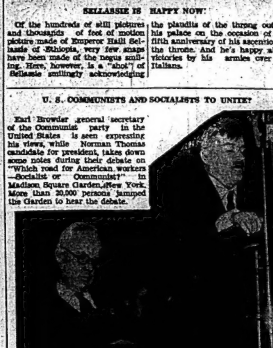 SELLASSIE IS HAPPY NOW!
Of the hundreds of still pictures
and thousands of feet of motion
picture made of Emperor Haili Sel-
lassie of Ethiopia, very few snaps
have been made of the negus smil-
ing. Here, however, is a "shot" of
Sellassie smilingly acknowledging
the plaudits of the throng out
his palace on the occasion of
fifth anniversary of his ascension
the throne. And he's happy a
victories by his armies over
Italians.
U. S. COMMUNISTS AND SOCIALISTS TO UNITE?
Earl Browder general secretary
of the Communist party in the
United States is seen expressing
his views, while Norman Thomas
candidate for president, takes down
some notes during their debate on
"Which road for American workers
—Socialist or Communist?" in
Madison Square Garden, New York.
More than 20,000 persons jammed
the Garden to hear the debate.